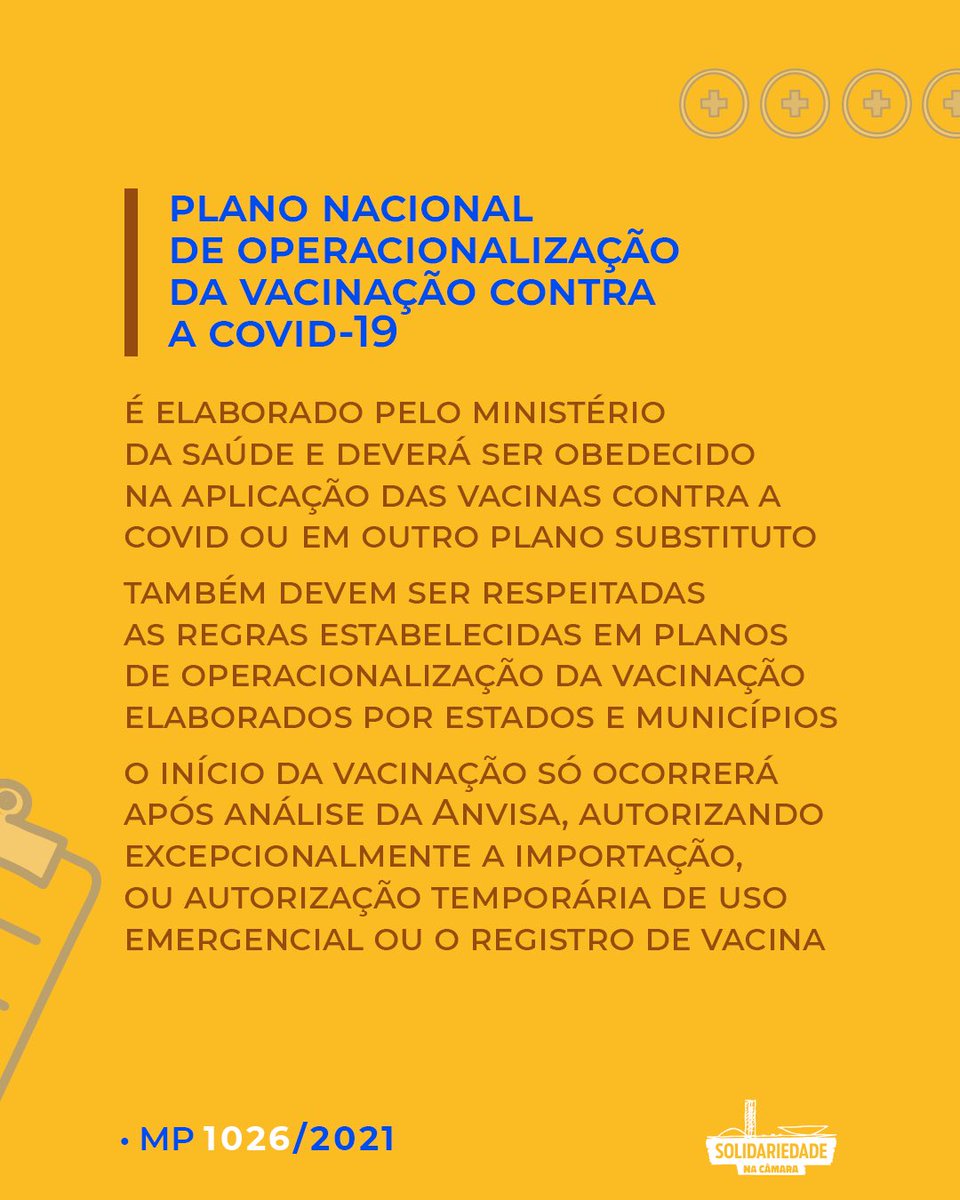 PLANO NACIONAL
DE OPERACIONALIZAÇÃO
DA VACINAÇÃO CONTRA
A COVID-19
É ELABORADO PELO MINISTÉRIO
DA SAÚDE E DEVERÁ SER OBEDECIDO
NA APLICAÇÃO DAS VACINAS CONTRA A
COVID OU EM OUTRO PLANO SUBSTITUTO
TAMBÉM DEVEM SER RESPEITADAS
AS REGRAS ESTABELECIDAS EM PLANOS
DE OPERACIONALIZAÇÃO DA VACINAÇÃO
ELABORADOS POR ESTADOS E MUNICÍPIOS
O INÍCIO DA VACINAÇÃO SÓ OCORRERÁ
APÓS ANÁLISE DA ANVISA, AUTORIZANDO
EXCEPCIONALMENTE A IMPORTAÇÃO,
OU AUTORIZAÇÃO TEMPORÁRIA DE USO
EMERGENCIAL OU O REGISTRO DE VACINA
• MP 1026/2021
SOLIDARIEDADE
NA CÂMARA